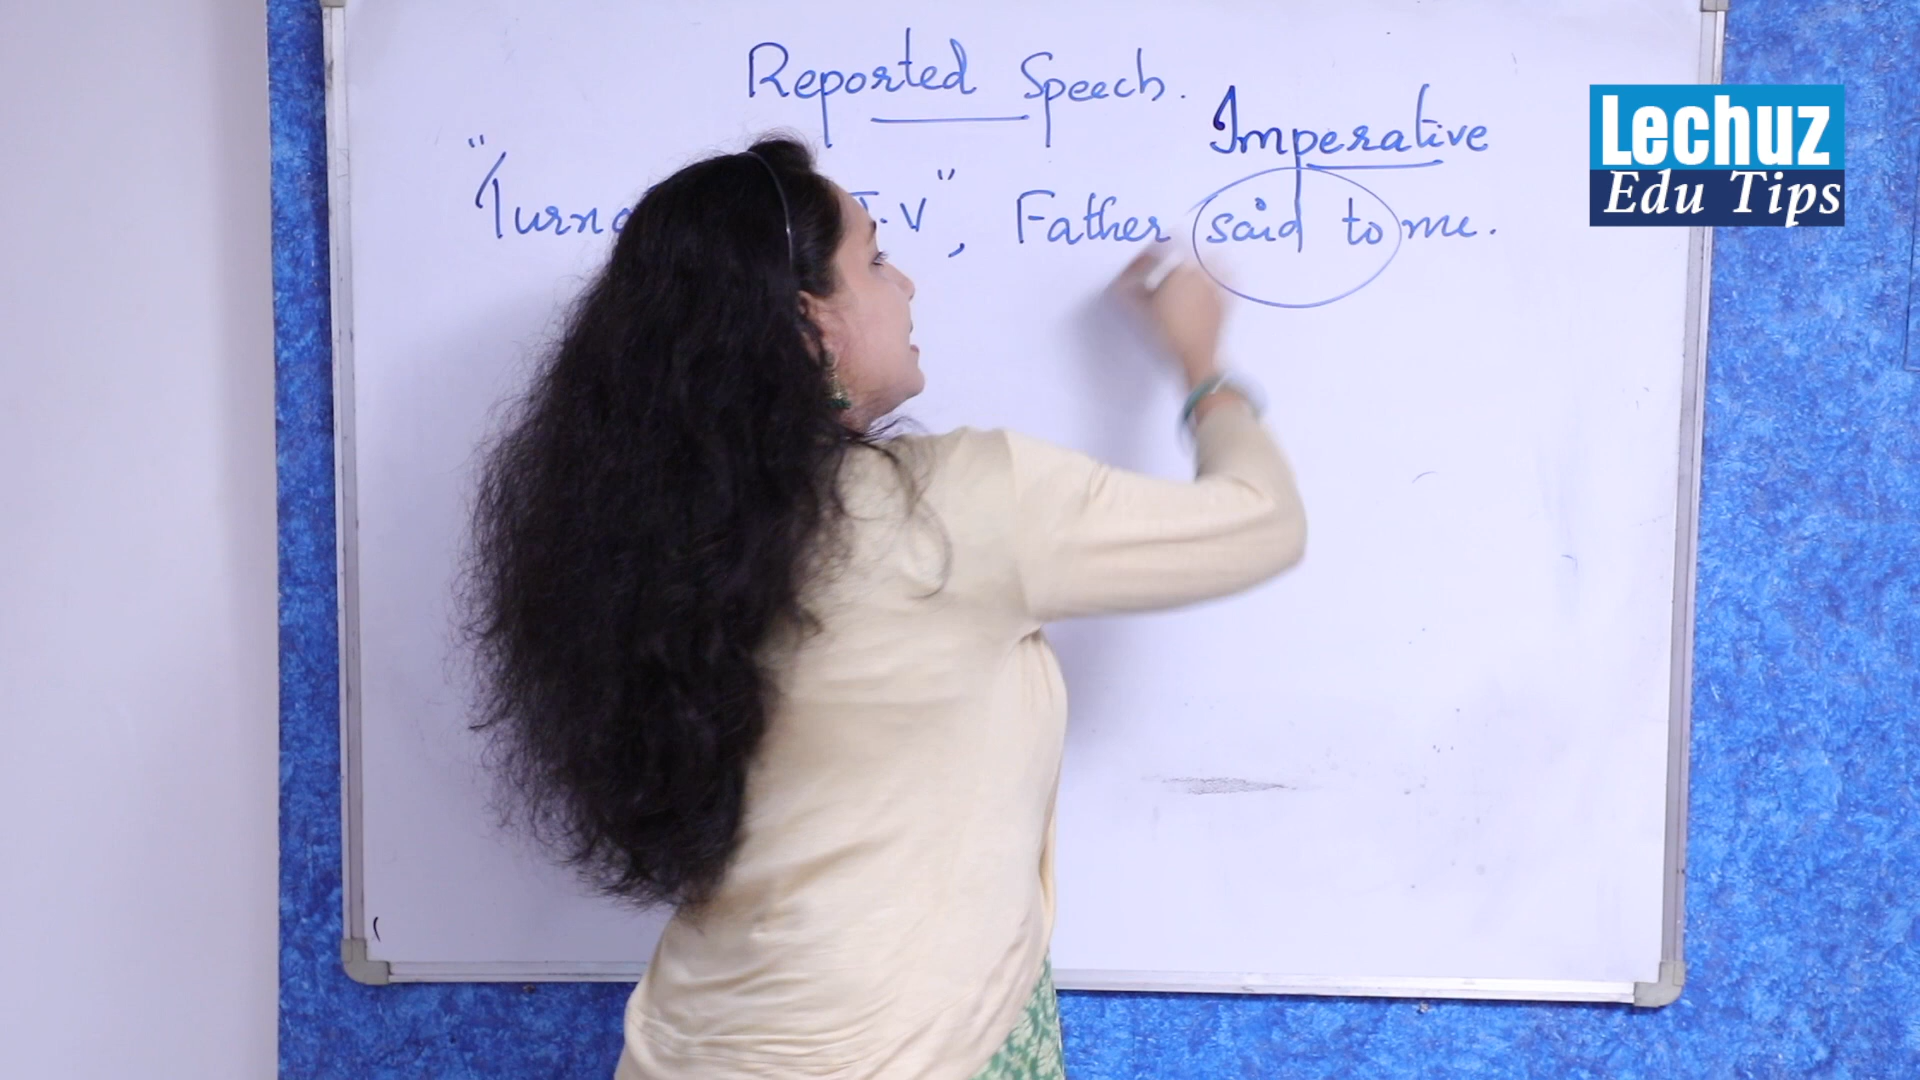 Reported Speech.
Imperative
"Turn T.V", Father said to me.
Lechuz
Edu Tips